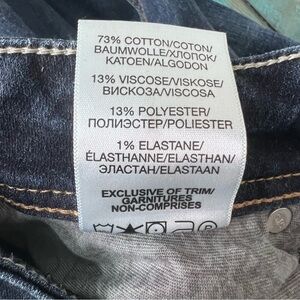 73% COTTON/COTON/
BAUMWOLLE/ХЛОПОК/
KATOEN/ALGODON
13% VISCOSE/VISKOSE/
ВИСКОЗА/VISCOSA
13% POLYESTER/
ПОЛИЭСТЕР/POLIESTER
1% ELASTANE/
ÉLASTHANNE/ELASTHAN/
ЭЛАСТАН/ELASTAAN
EXCLUSIVE OF TRIM/
GARNITURES
NON-COMPRISES